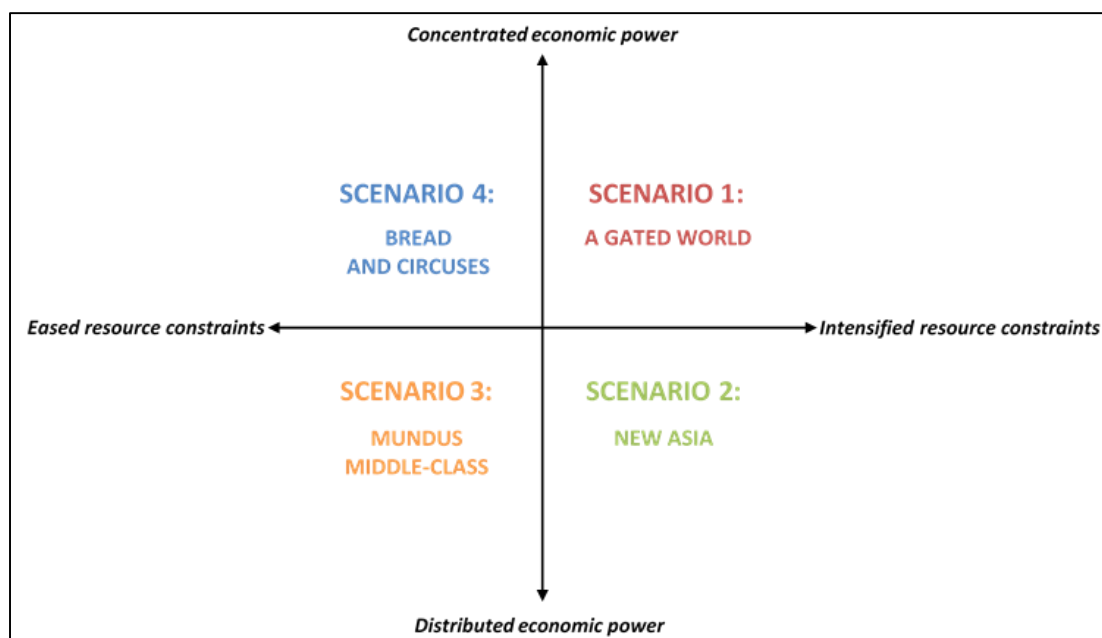 Concentrated economic power
SCENARIO 4:
BREAD
AND CIRCUSES
SCENARIO 1:
A GATED WORLD
Eased resource constraints
Intensified resource constraints
SCENARIO 3:
MUNDUS
MIDDLE-CLASS
SCENARIO 2:
NEW ASIA
Distributed economic power